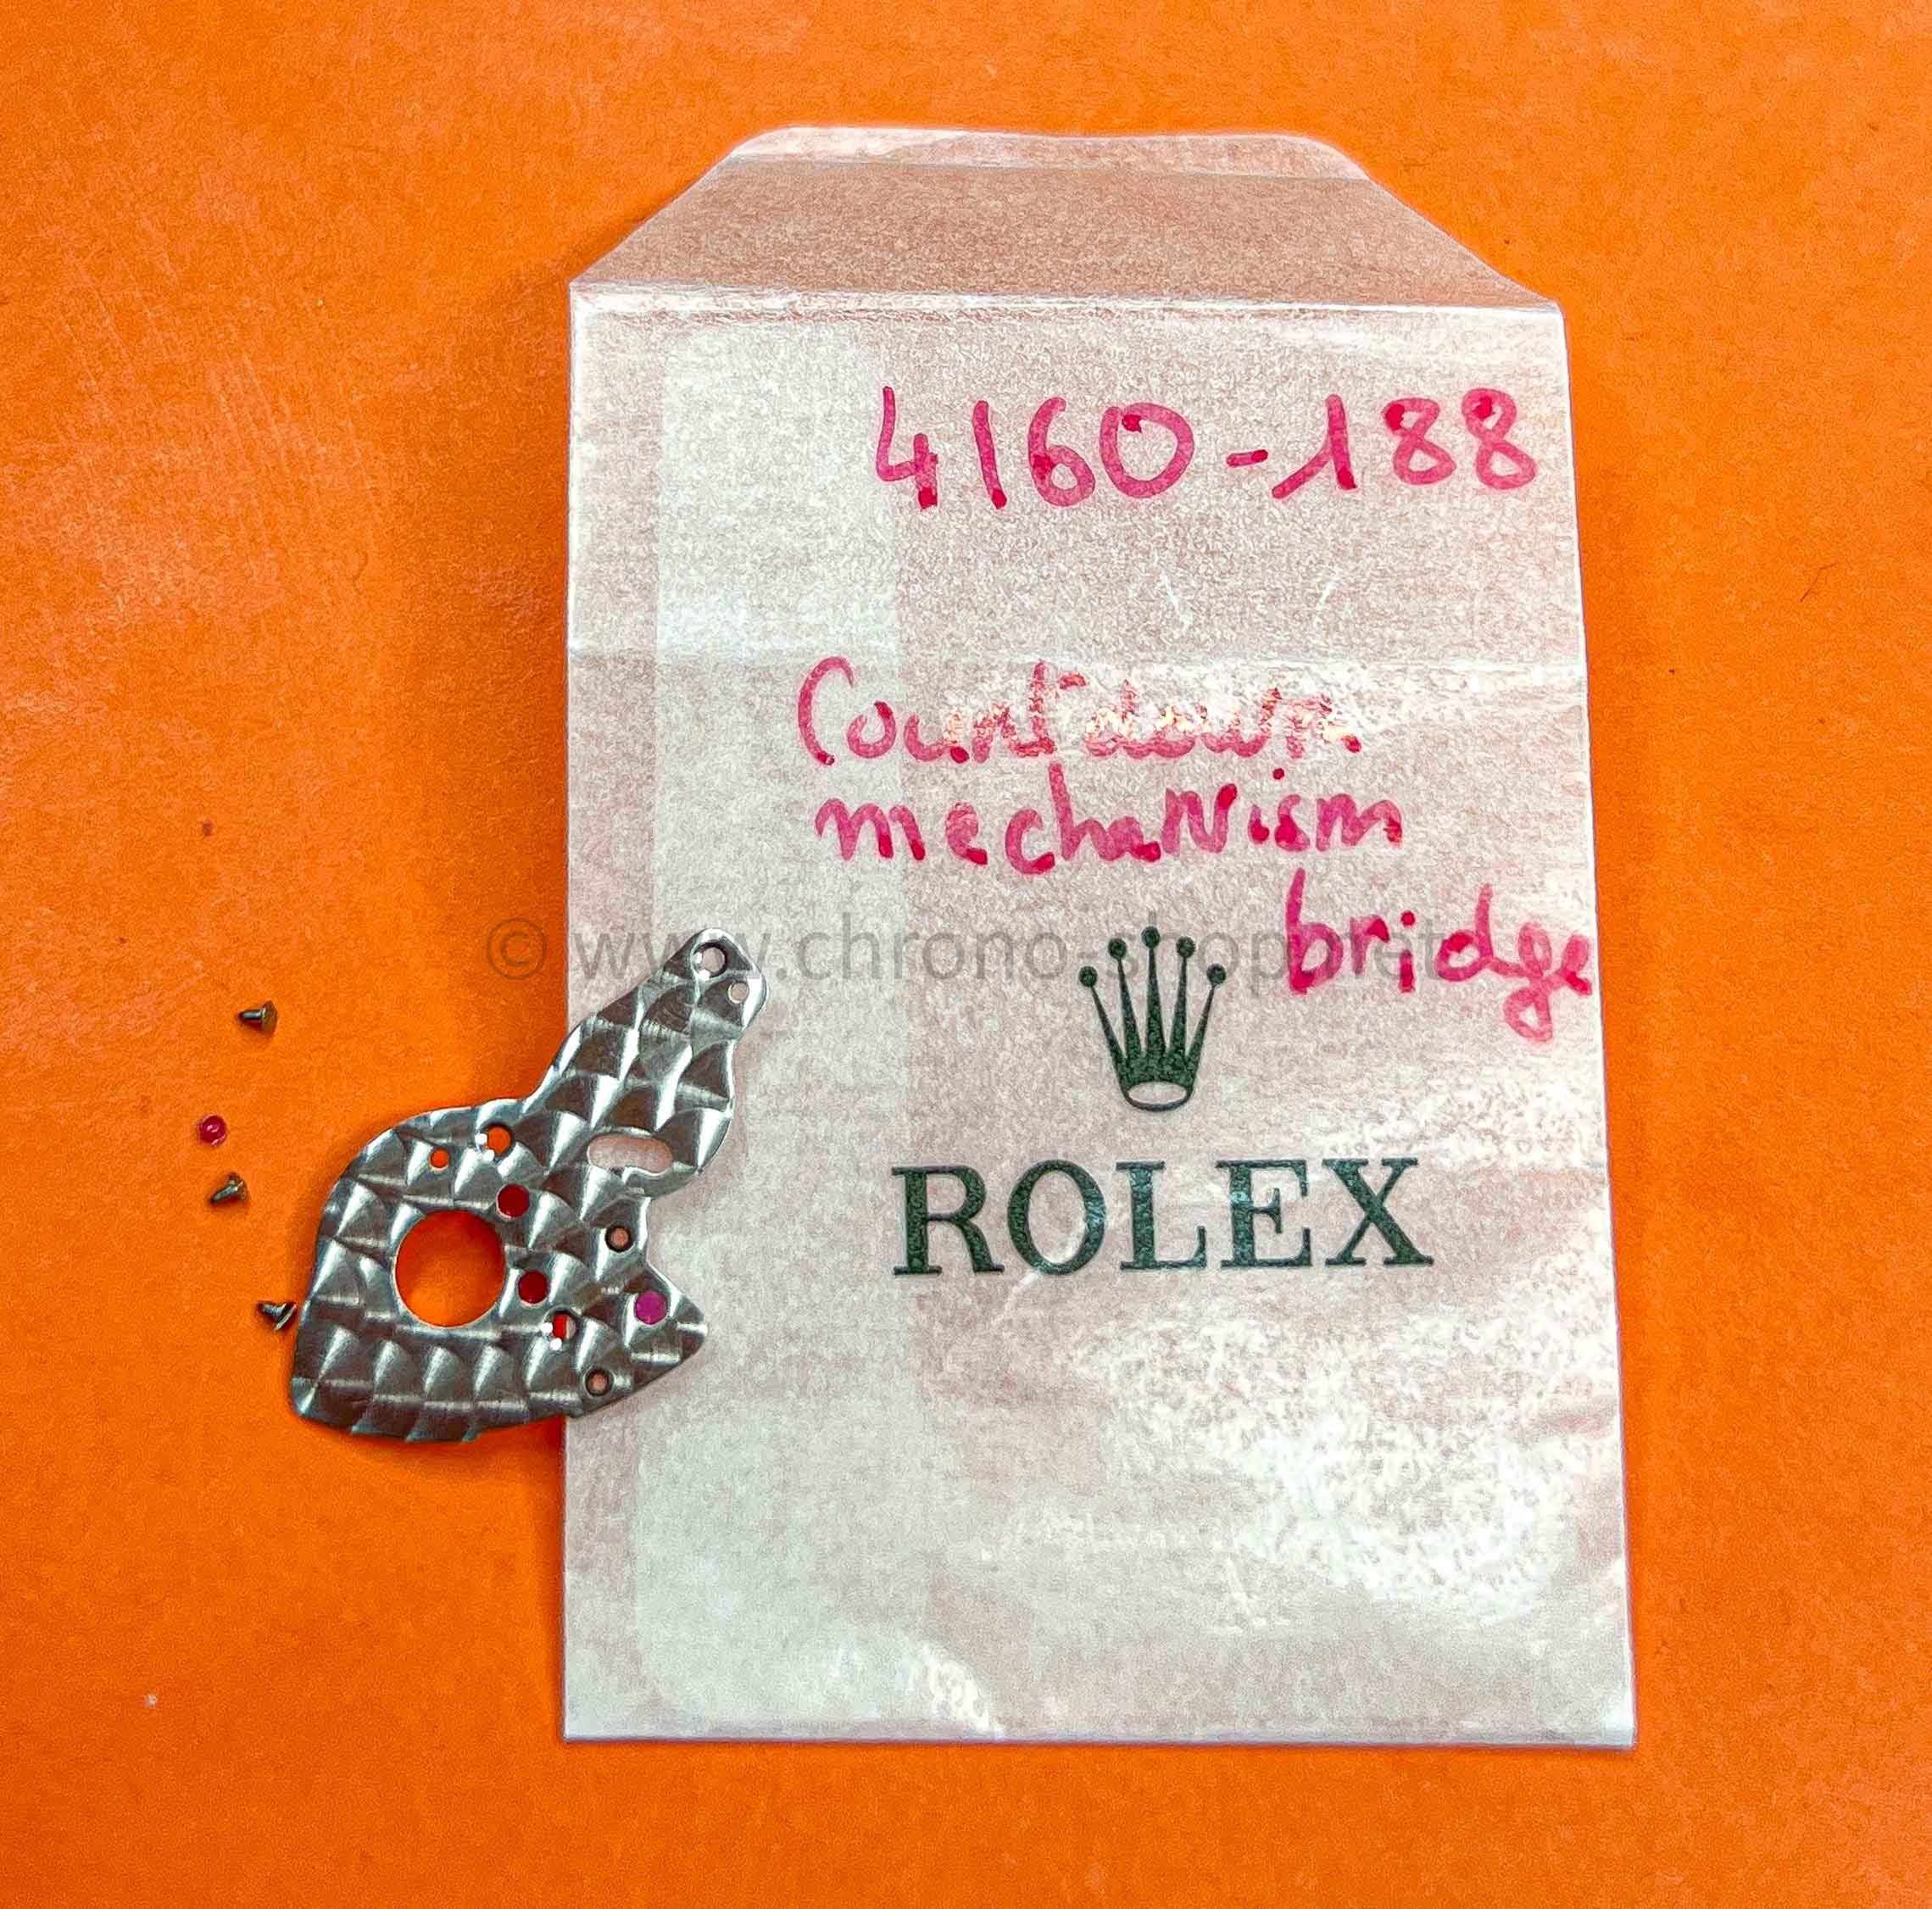 4160-188
Countdown
mechanism
bridge
© www.chrono-shop.net
ROLEX